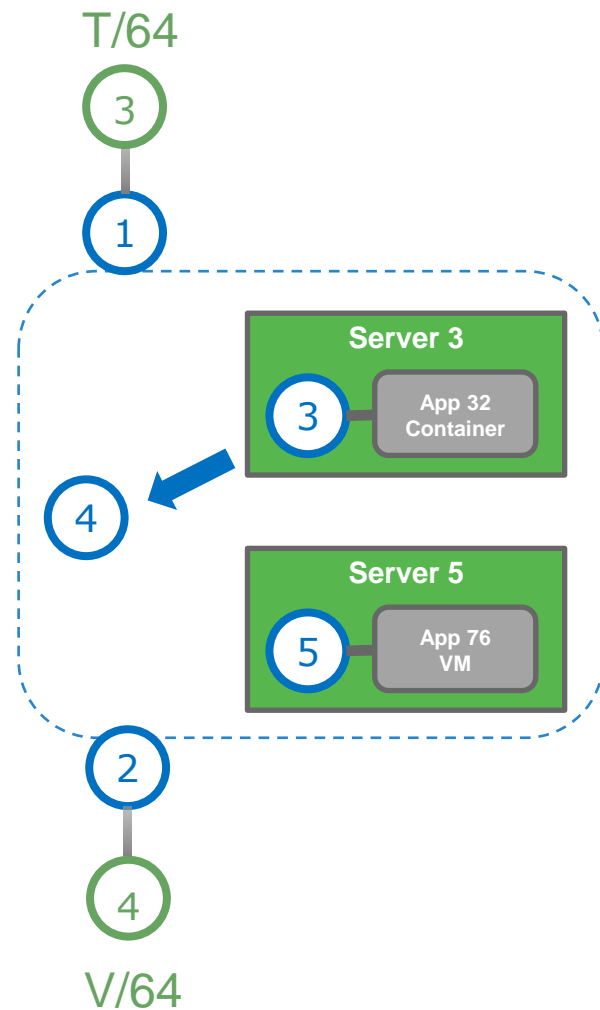 T/64
3
1
Server 3
3
App 32
Container
4
Server 5
5
App 76
VM
2
4
V/64